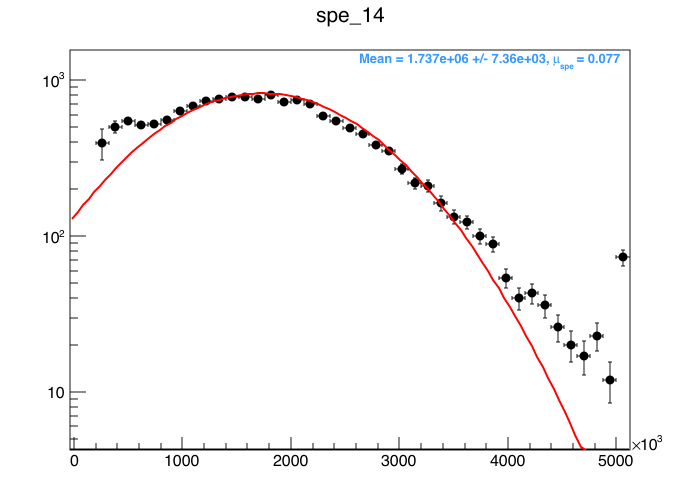 spe_14
Mean = 1.737e+06 +/- 7.36e+03, μspe = 0.077
10³
10²
10
0 1000 2000 3000 4000 5000 ×10³